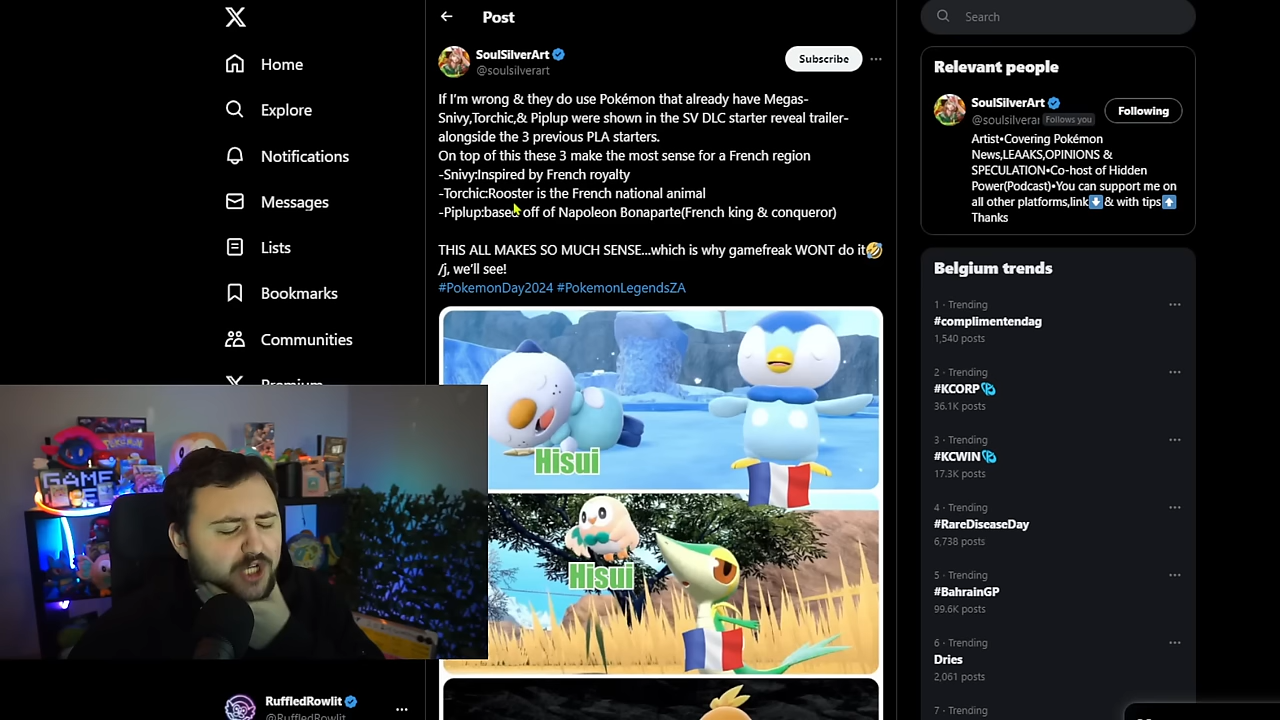 Home
Explore
Notifications
Messages
Lists
Bookmarks
Communities
Premium
RuffledRowlit
@RuffledRowlit
Post
SoulSilverArt
@soulsilverart
Subscribe
If I'm wrong & they do use Pokémon that already have Megas-
Snivy,Torchic,& Piplup were shown in the SV DLC starter reveal trailer-
alongside the 3 previous PLA starters.
On top of this these 3 make the most sense for a French region
-Snivy:Inspired by French royalty
-Torchic:Rooster is the French national animal
-Piplup:based off of Napoleon Bonaparte(French king & conqueror)
THIS ALL MAKES SO MUCH SENSE...which is why gamefreak WONT do it🤣
/j, we'll see!
#PokemonDay2024 #PokemonLegendsZA
Hisui
Hisui
Search
Relevant people
SoulSilverArt
@soulsilverar Follows you
Following
Artist•Covering Pokémon
News,LEAAKS,OPINIONS &
SPECULATION•Co-host of Hidden
Power(Podcast)•You can support me on
all other platforms,link⬇️& with tips⬆️
Thanks
Belgium trends
1 · Trending
#complimentendag
1,540 posts
2 · Trending
#KCORP
36.1K posts
3 · Trending
#KCWIN
17.3K posts
4 · Trending
#RareDiseaseDay
6,738 posts
5 · Trending
#BahrainGP
99.6K posts
6 · Trending
Dries
2,061 posts
7 · Trending
GAME